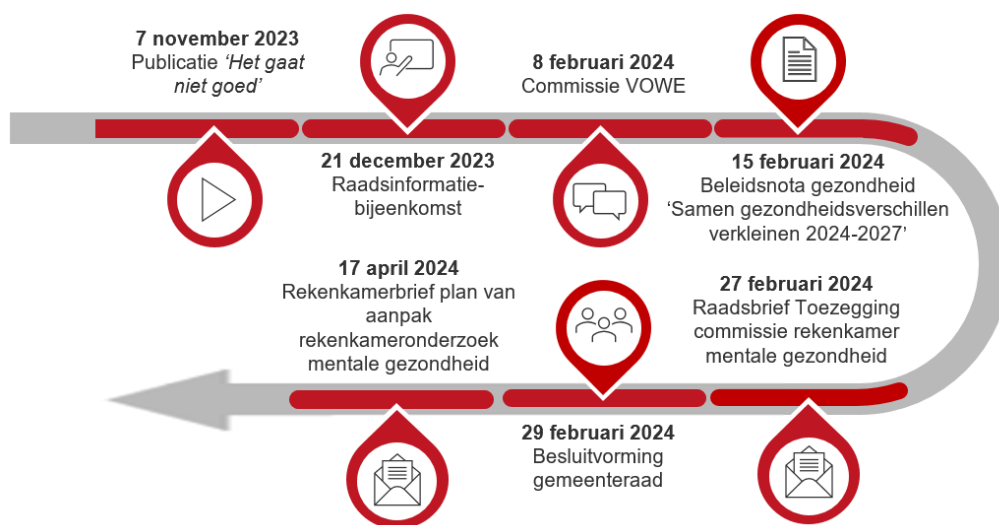 7 november 2023
Publicatie ‘Het gaat
niet goed’
21 december 2023
Raadsinformatie-
bijeenkomst
8 februari 2024
Commissie VOWE
15 februari 2024
Beleidsnota gezondheid
‘Samen gezondheidsverschillen
verkleinen 2024-2027’
27 februari 2024
Raadsbrief Toezegging
commissie rekenkamer
mentale gezondheid
29 februari 2024
Besluitvorming
gemeenteraad
17 april 2024
Rekenkamerbrief plan van
aanpak
rekenkameronderzoek
mentale gezondheid